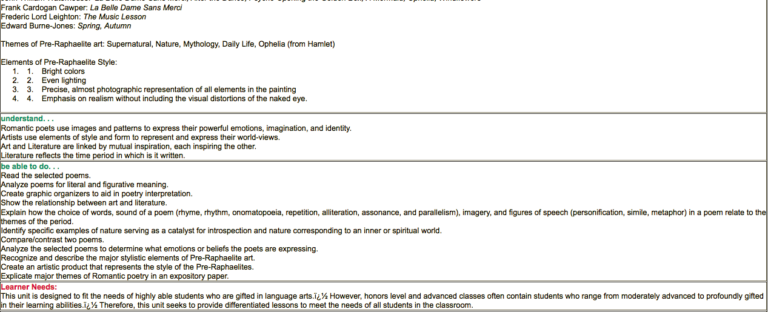 Frank Cardogan Cawper: La Belle Dame Sans Merci
Frederic Lord Leighton: The Music Lesson
Edward Burne-Jones: Spring, Autumn
Themes of Pre-Raphaelite art: Supernatural, Nature, Mythology, Daily Life, Ophelia (from Hamlet)
Elements of Pre-Raphaelite Style:
1. 1. Bright colors
2. 2. Even lighting
3. 3. Precise, almost photographic representation of all elements in the painting
4. 4. Emphasis on realism without including the visual distortions of the naked eye.
understand. . .
Romantic poets use images and patterns to express their powerful emotions, imagination, and identity.
Artists use elements of style and form to represent and express their world-views.
Art and Literature are linked by mutual inspiration, each inspiring the other.
Literature reflects the time period in which is it written.
be able to do. . .
Read the selected poems.
Analyze poems for literal and figurative meaning.
Create graphic organizers to aid in poetry interpretation.
Show the relationship between art and literature.
Explain how the choice of words, sound of a poem (rhyme, rhythm, onomatopoeia, repetition, alliteration, assonance, and parallelism), imagery, and figures of speech (personification, simile, metaphor) in a poem relate to the
themes of the period.
Identify specific examples of nature serving as a catalyst for introspection and nature corresponding to an inner or spiritual world.
Compare/contrast two poems.
Analyze the selected poems to determine what emotions or beliefs the poets are expressing.
Recognize and describe the major stylistic elements of Pre-Raphaelite art.
Create an artistic product that represents the style of the Pre-Raphaelites.
Explicate major themes of Romantic poetry in an expository paper.
Learner Needs:
This unit is designed to fit the needs of highly able students who are gifted in language arts.ï¿½ However, honors level and advanced classes often contain students who range from moderately advanced to profoundly gifted
in their learning abilities.ï¿½ Therefore, this unit seeks to provide differentiated lessons to meet the needs of all students in the classroom.